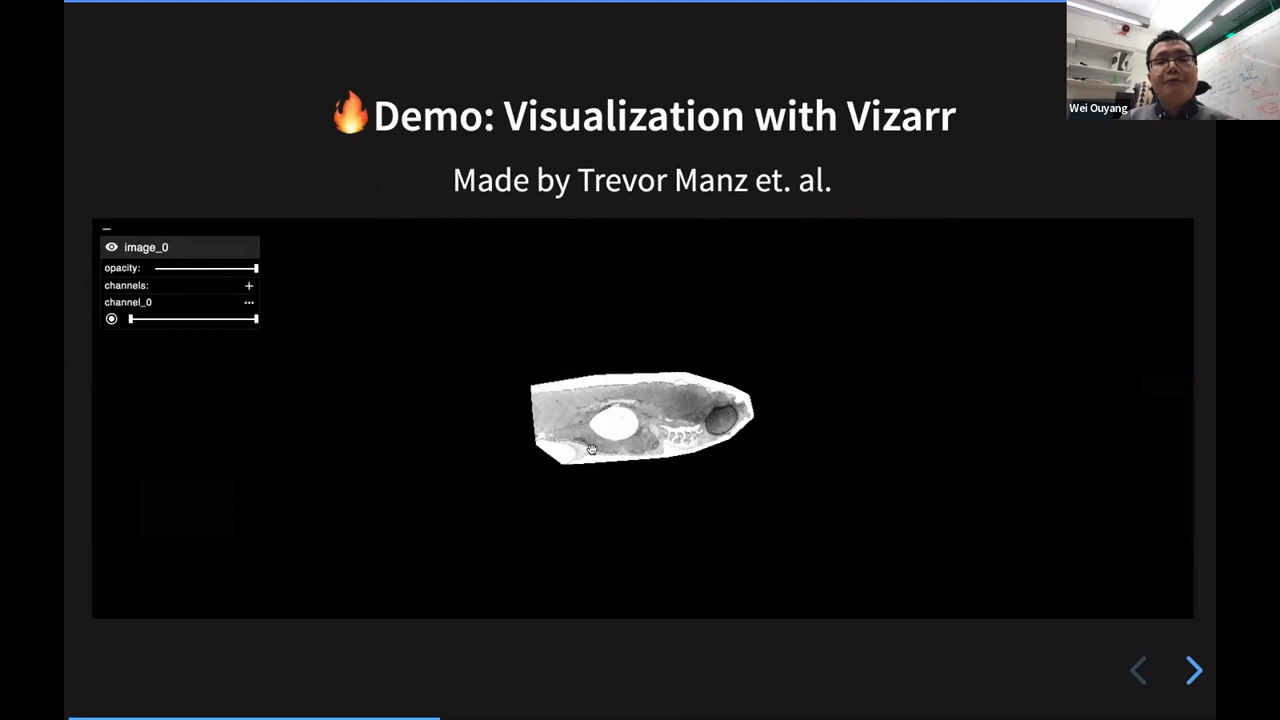 🔥Demo: Visualization with Vizarr
Made by Trevor Manz et. al.
Wei Ouyang
image_0
opacity:
channels: +
channel_0 ...